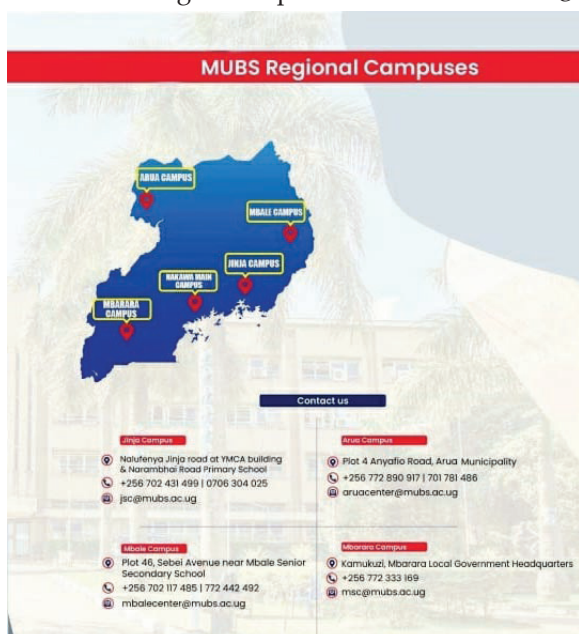 MUBS Regional Campuses
ARUA CAMPUS
MBALE CAMPUS
JINJA CAMPUS
NAKAWA MAIN
CAMPUS
MBARARA
CAMPUS
Contact us
Jinja Campus
Nalufenya Jinja road at YMCA building
& Narambhai Road Primary School
+256 702 431 499 | 0706 304 025
jsc@mubs.ac.ug
Arua Campus
Plot 4 Anyafio Road, Arua Municipality
+256 772 890 917 | 701 781 486
aruacenter@mubs.ac.ug
Mbale Campus
Plot 46, Sebei Avenue near Mbale Senior
Secondary School
+256 702 117 485 | 772 442 492
mbalecenter@mubs.ac.ug
Mbarara Campus
Kamukuzi, Mbarara Local Government Headquarters
+256 772 333 169
msc@mubs.ac.ug